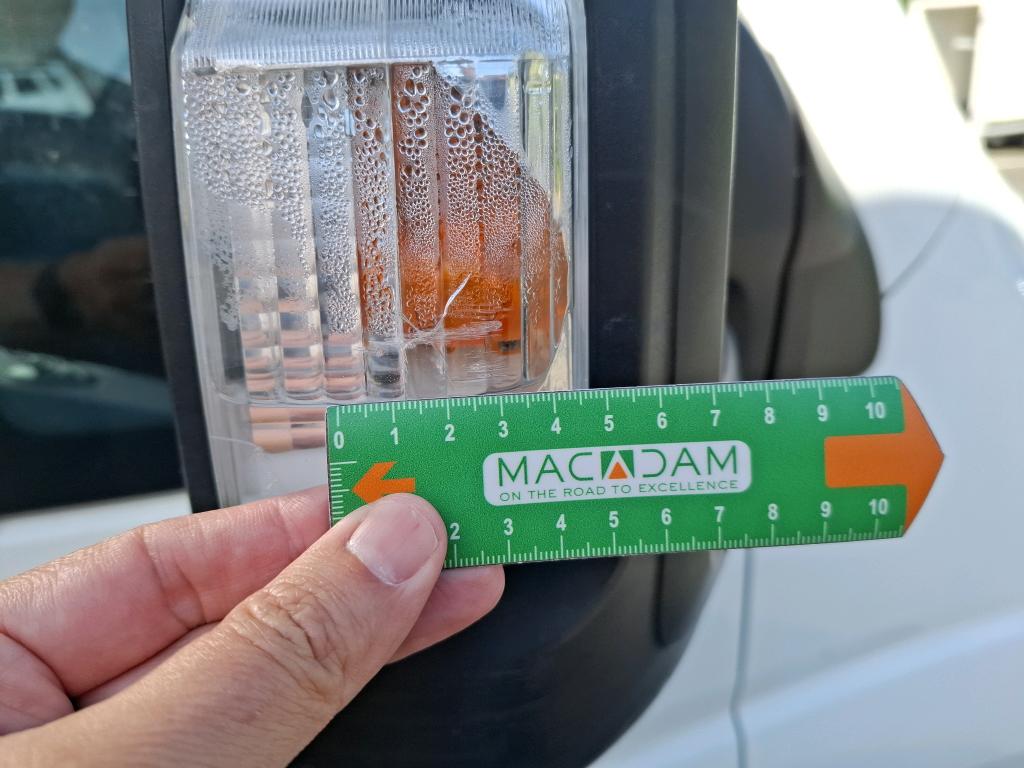 0 1 2 3 4 5 6 7 8 9 10
MACADAM
ON THE ROAD TO EXCELLENCE
2 3 4 5 6 7 8 9 10